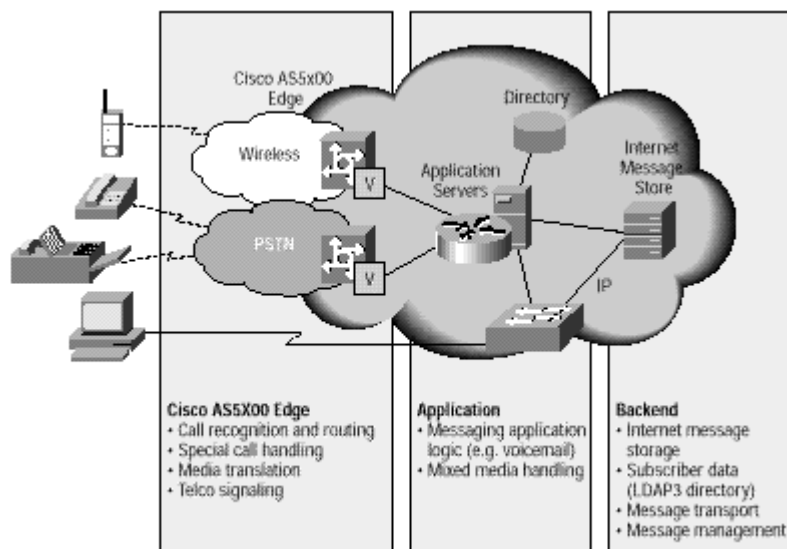 Cisco AS5x00
Edge
Directory
Wireless
Application
Servers
Internet
Message
Store
V
PSTN
V
IP
Cisco AS5X00 Edge
• Call recognition and routing
• Special call handling
• Media translation
• Telco signaling
Application
• Messaging application
logic (e.g. voicemail)
• Mixed media handling
Backend
• Internet message
storage
• Subscriber data
(LDAP3 directory)
• Message transport
• Message management